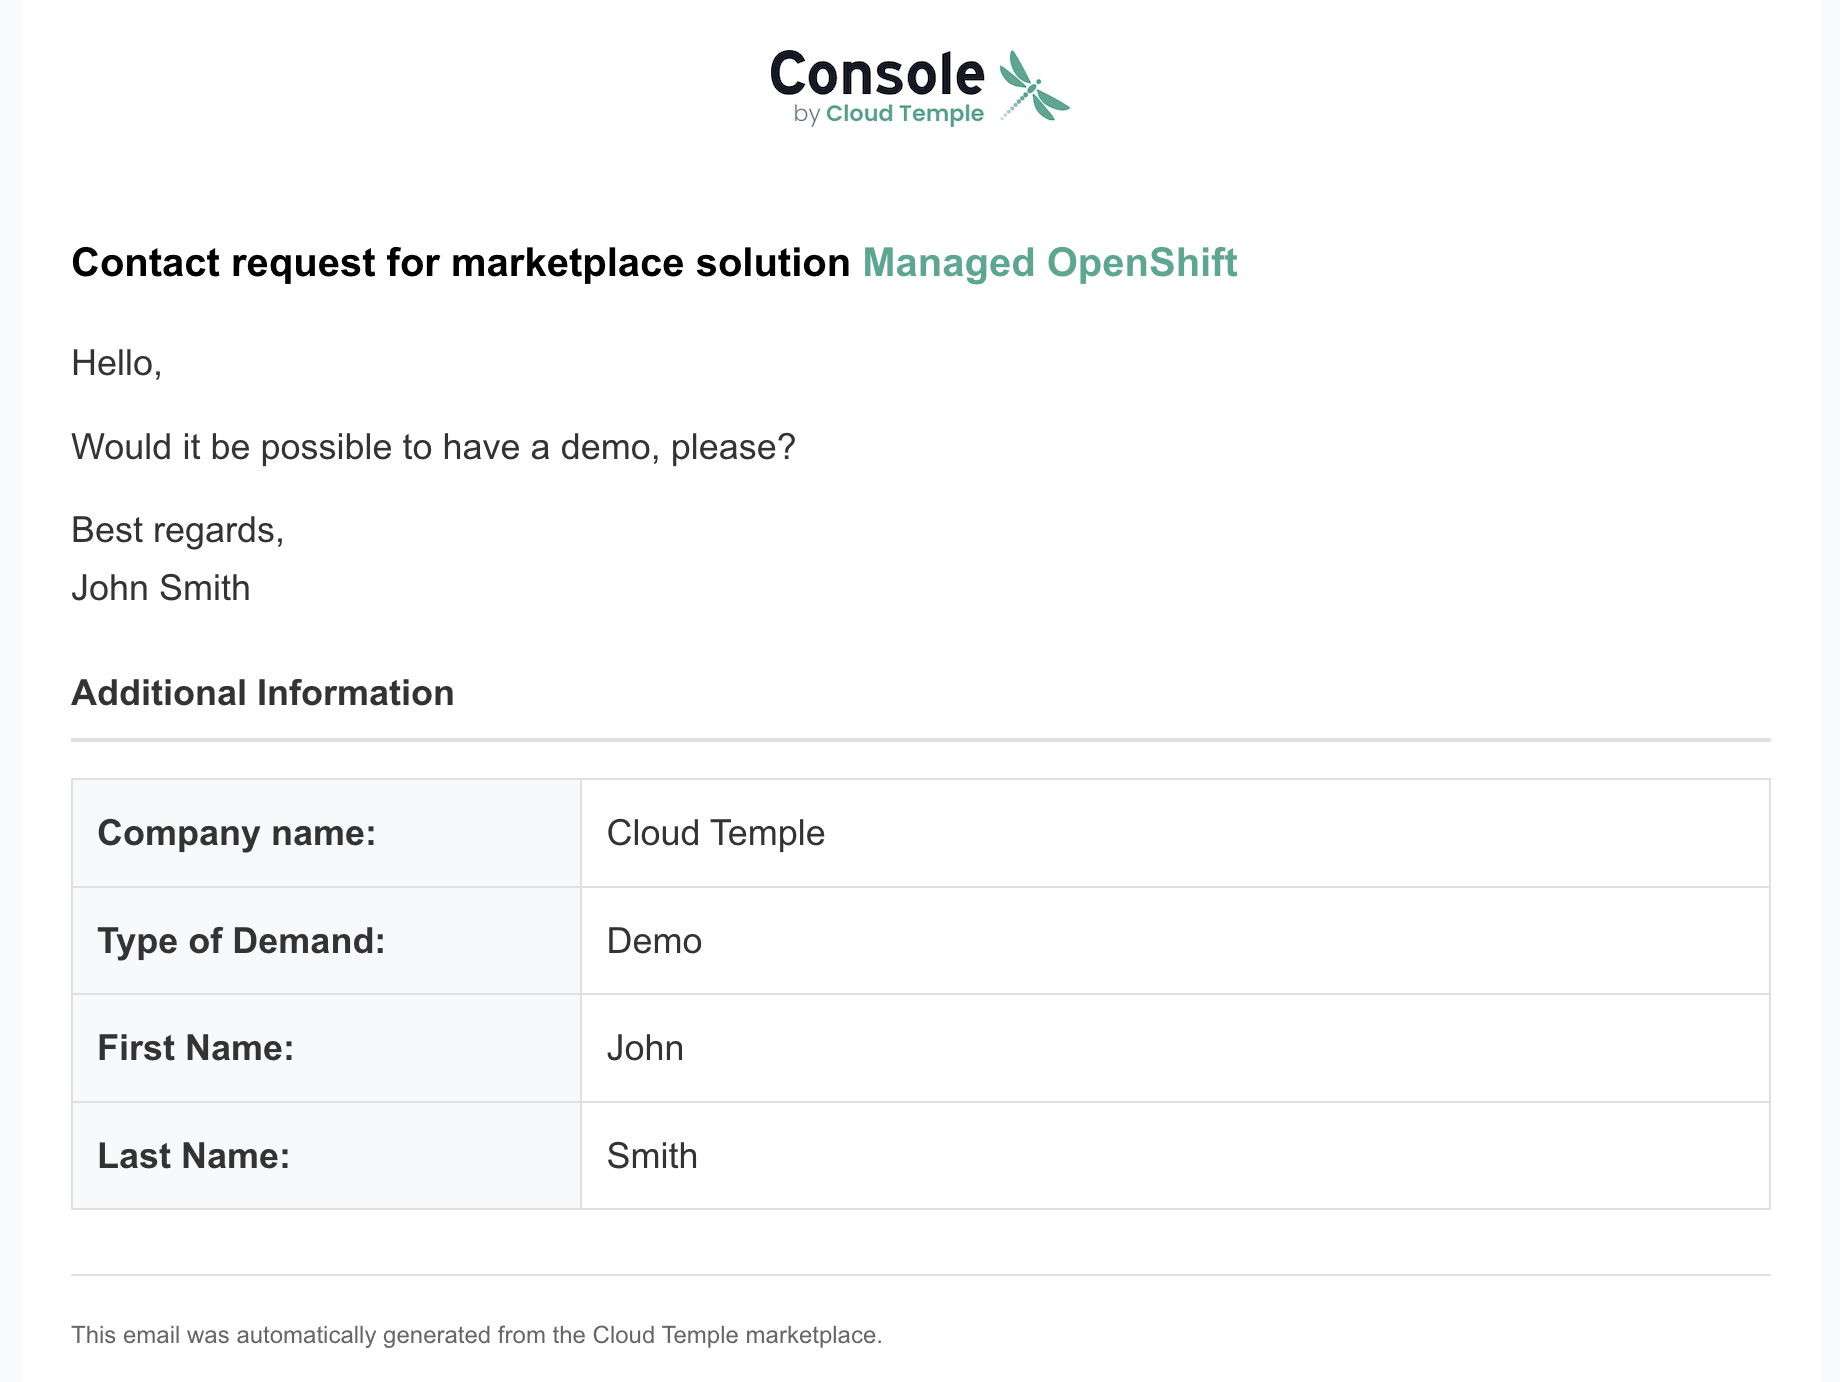 Console
by Cloud Temple
Contact request for marketplace solution Managed OpenShift
Hello,
Would it be possible to have a demo, please?
Best regards,
John Smith
Additional Information
Company name: Cloud Temple
Type of Demand: Demo
First Name: John
Last Name: Smith
This email was automatically generated from the Cloud Temple marketplace.